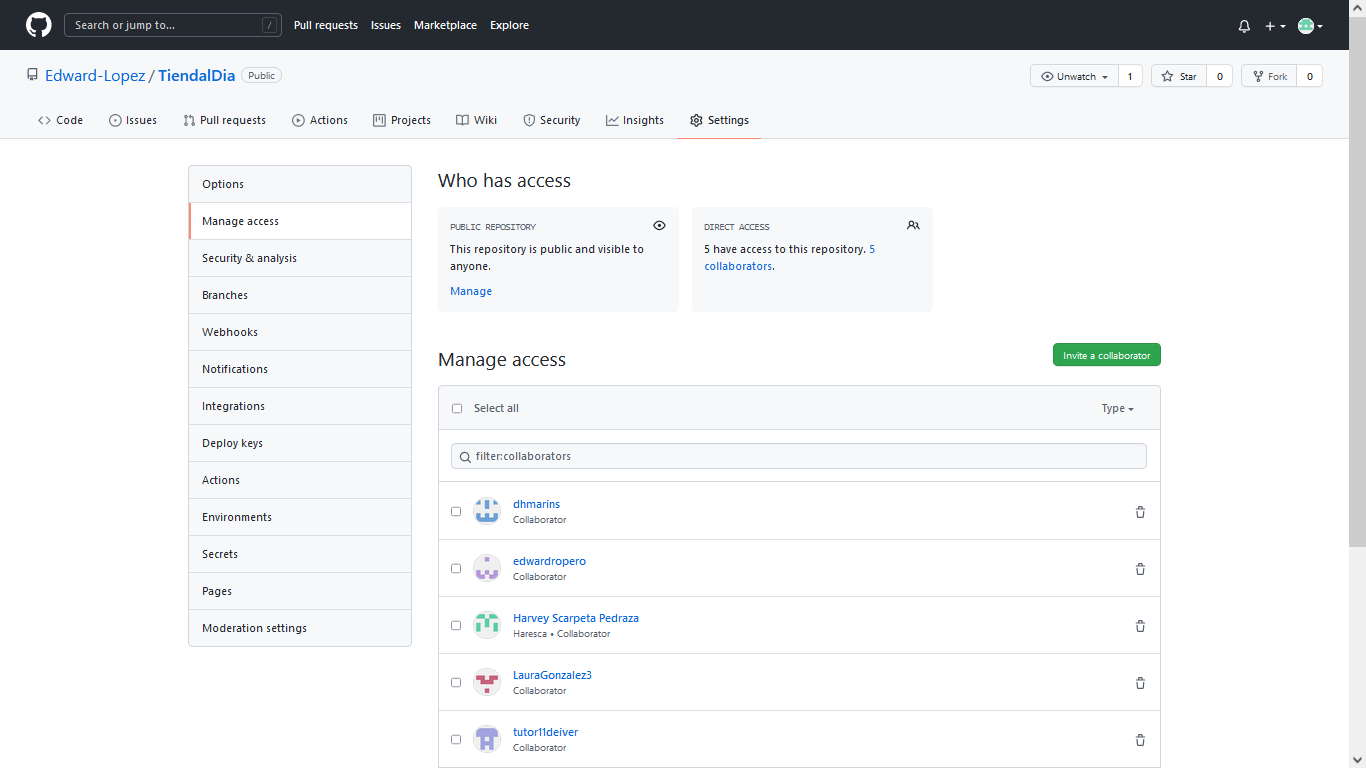 Search or jump to...
/
Pull requests
Issues
Marketplace
Explore
Edward-Lopez / TiendalDia
Public
Unwatch
1
Star
0
Fork
0
Code
Issues
Pull requests
Actions
Projects
Wiki
Security
Insights
Settings
Options
Manage access
Security & analysis
Branches
Webhooks
Notifications
Integrations
Deploy keys
Actions
Environments
Secrets
Pages
Moderation settings
Who has access
PUBLIC REPOSITORY
This repository is public and visible to
anyone.
Manage
DIRECT ACCESS
5 have access to this repository. 5
collaborators.
Manage access
Invite a collaborator
Select all
Type
filter:collaborators
dhmarins
Collaborator
edwardropero
Collaborator
Harvey Scarpeta Pedraza
Haresca • Collaborator
LauraGonzalez3
Collaborator
tutor11deiver
Collaborator